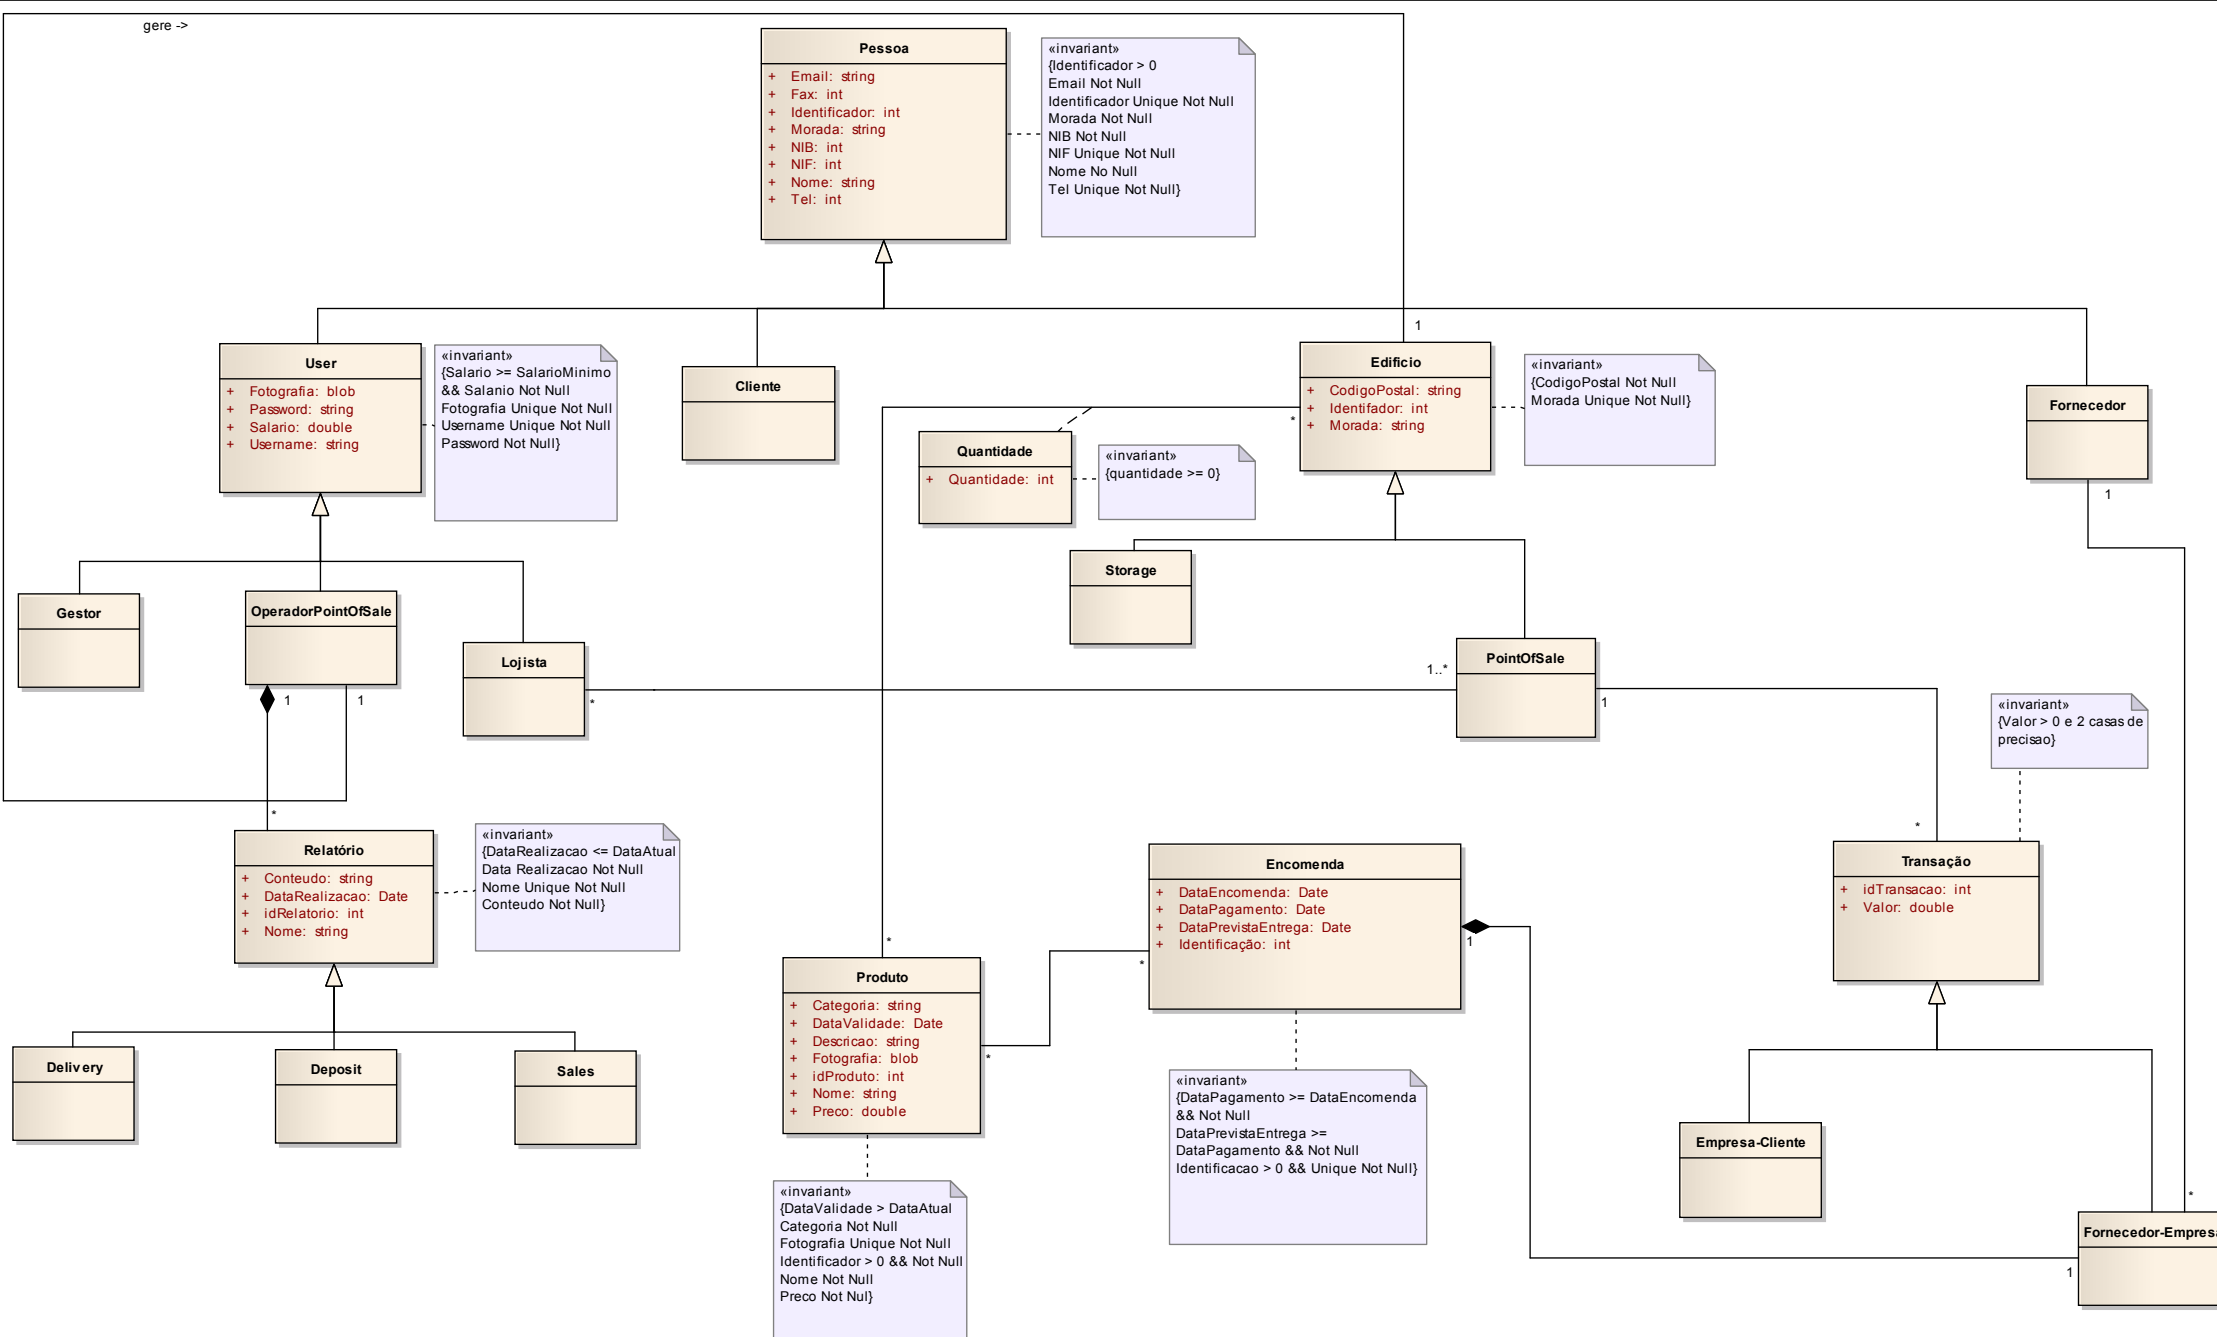 gere ->
Pessoa
+ Email: string
+ Fax: int
+ Identificador: int
+ Morada: string
+ NIB: int
+ NIF: int
+ Nome: string
+ Tel: int
«invariant»
{Identificador > 0
Email Not Null
Identificador Unique Not Null
Morada Not Null
NIB Not Null
NIF Unique Not Null
Nome No Null
Tel Unique Not Null}
User
+ Fotografia: blob
+ Password: string
+ Salario: double
+ Username: string
«invariant»
{Salario >= SalarioMinimo
&& Salanio Not Null
Fotografia Unique Not Null
Username Unique Not Null
Password Not Null}
Cliente
1
Edificio
+ CodigoPostal: string
+ Identifador: int
+ Morada: string
*
«invariant»
{CodigoPostal Not Null
Morada Unique Not Null}
Fornecedor
1
Quantidade
+ Quantidade: int
«invariant»
{quantidade >= 0}
Storage
Gestor
OperadorPointOfSale
1
1
Lojista
*
1..*
PointOfSale
1
«invariant»
{Valor > 0 e 2 casas de
precisao}
*
Relatório
+ Conteudo: string
+ DataRealizacao: Date
+ idRelatorio: int
+ Nome: string
«invariant»
{DataRealizacao <= DataAtual
Data Realizacao Not Null
Nome Unique Not Null
Conteudo Not Null}
*
Produto
+ Categoria: string
+ DataValidade: Date
+ Descricao: string
+ Fotografia: blob
+ idProduto: int
+ Nome: string
+ Preco: double
*
*
Encomenda
+ DataEncomenda: Date
+ DataPagamento: Date
+ DataPrevistaEntrega: Date
+ Identificação: int
1
*
Transação
+ idTransacao: int
+ Valor: double
Delivery
Deposit
Sales
«invariant»
{DataPagamento >= DataEncomenda
&& Not Null
DataPrevistaEntrega >=
DataPagamento && Not Null
Identificacao > 0 && Unique Not Null}
Empresa-Cliente
*
Fornecedor-Empresa
1
«invariant»
{DataValidade > DataAtual
Categoria Not Null
Fotografia Unique Not Null
Identificador > 0 && Not Null
Nome Not Null
Preco Not Nul}